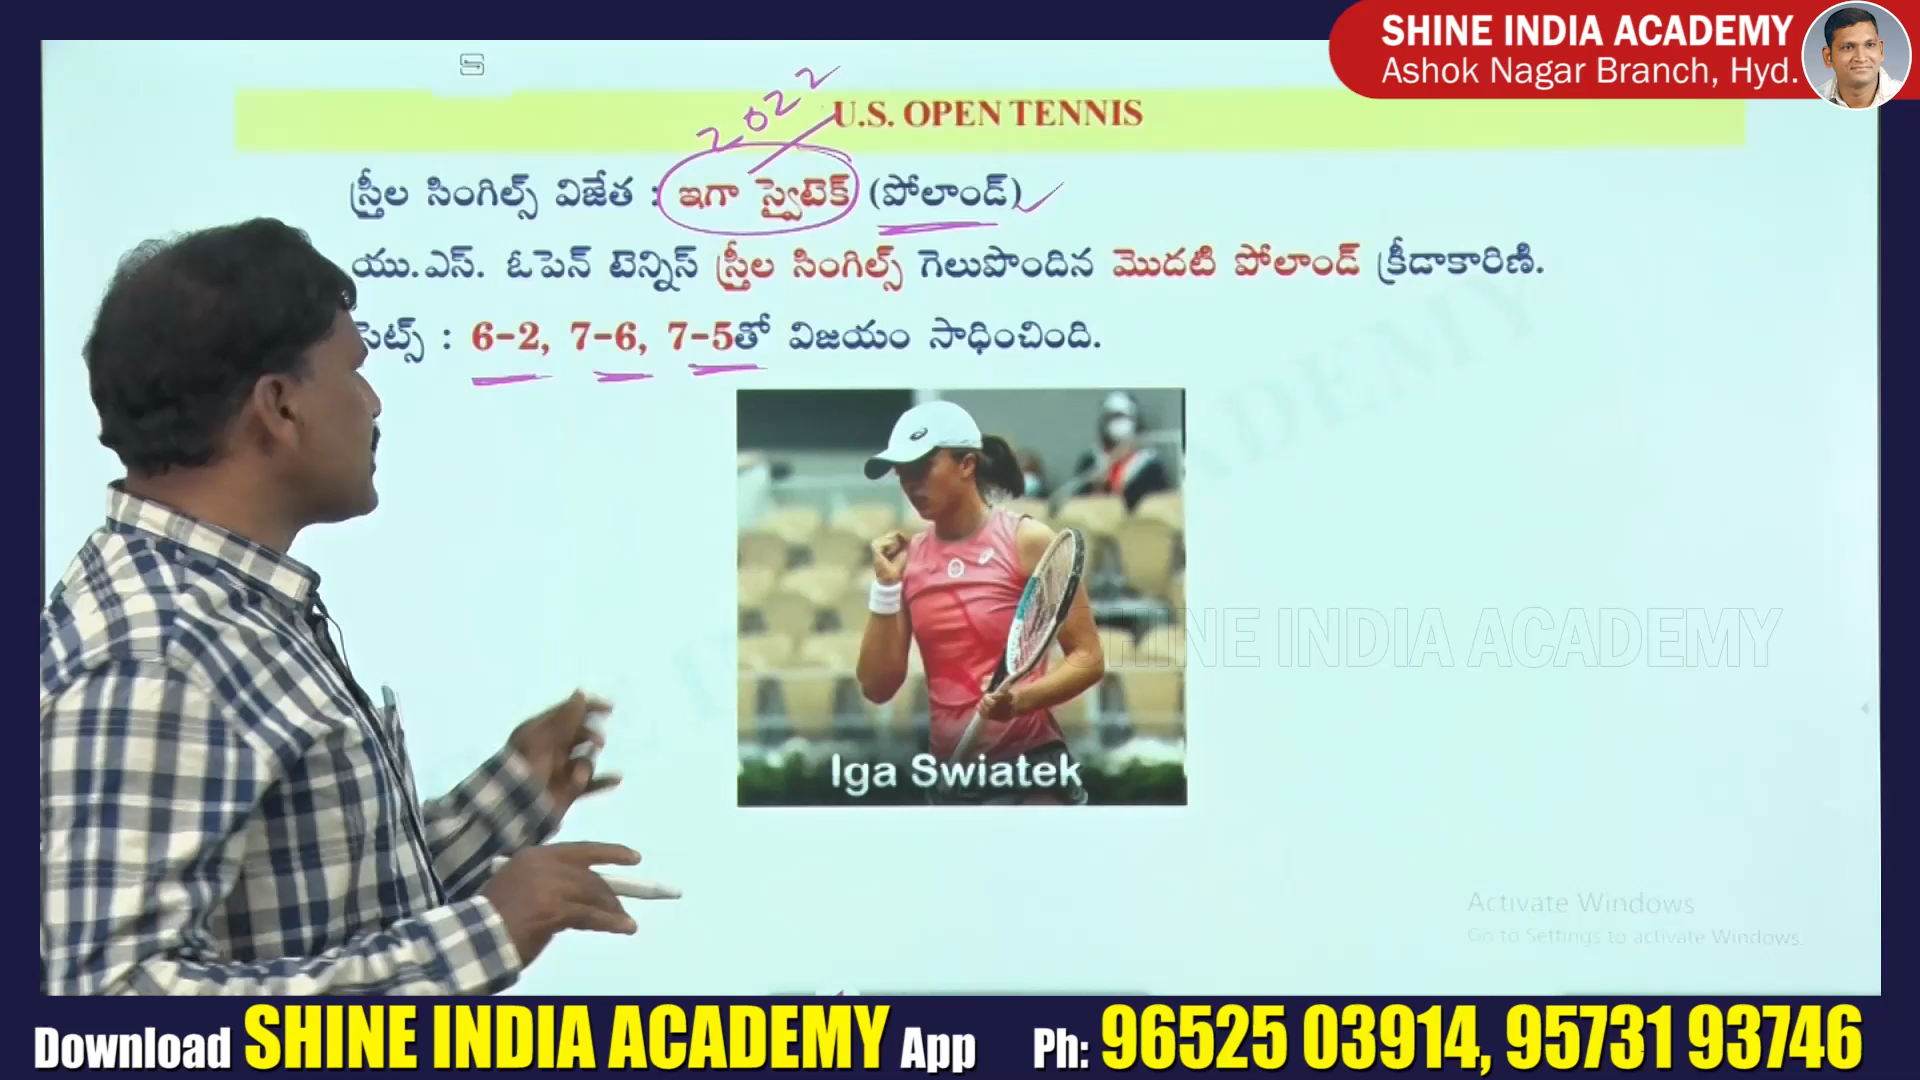 SHINE INDIA ACADEMY
Ashok Nagar Branch, Hyd.
2022
U.S. OPEN TENNIS
స్త్రీల సింగిల్స్ విజేత : ఇగా స్వైటెక్ (పోలాండ్)
యు.ఎస్. ఓపెన్ టెన్నిస్ స్త్రీల సింగిల్స్ గెలుపొందిన మొదటి పోలాండ్ క్రీడాకారిణి.
సెట్స్ : 6-2, 7-6, 7-5తో విజయం సాధించింది.
SHINE INDIA ACADEMY
Iga Swiatek
Activate Windows
Go to Settings to activate Windows.
Download SHINE INDIA ACADEMY App Ph: 96525 03914, 95731 93746